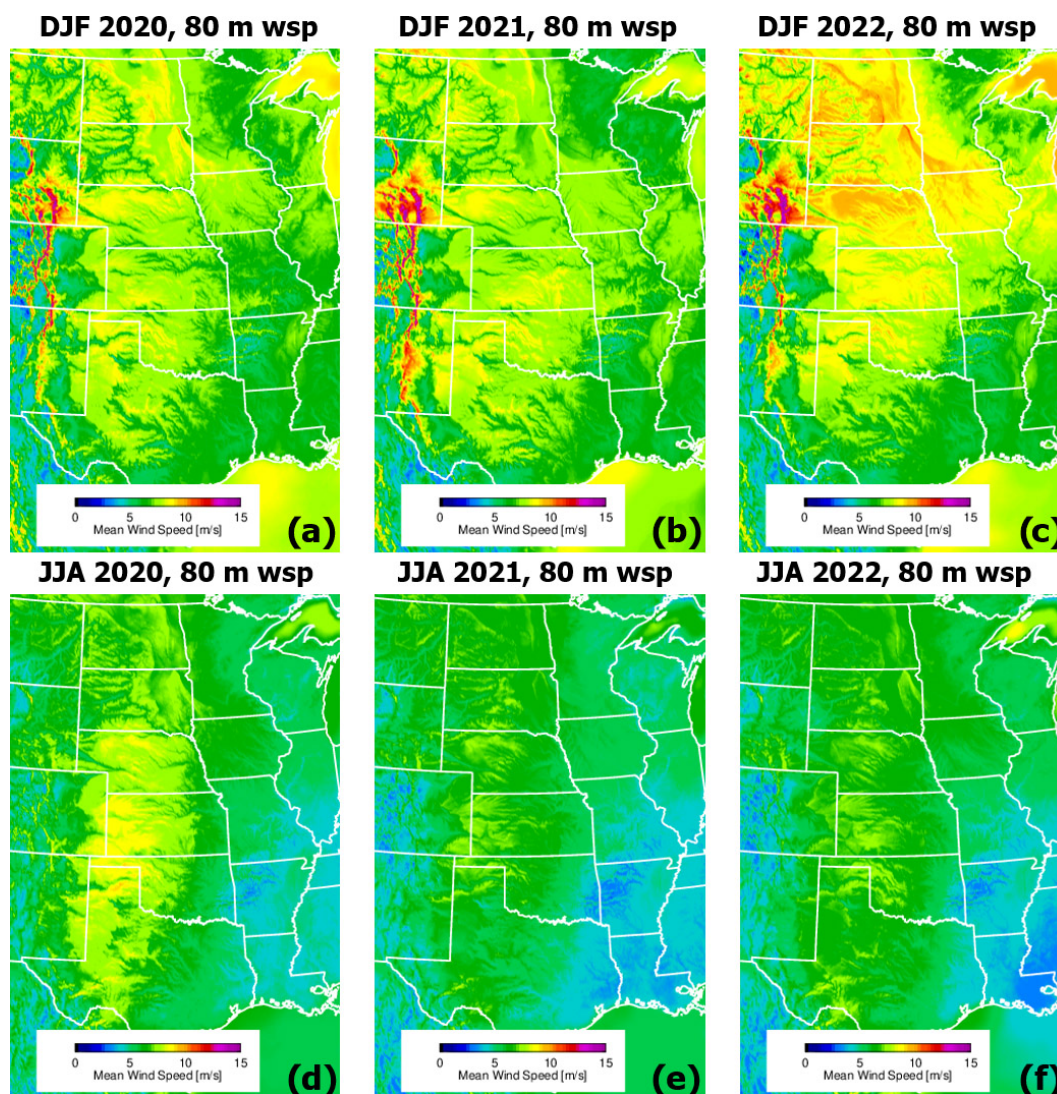 DJF 2020, 80 m wsp
DJF 2021, 80 m wsp
DJF 2022, 80 m wsp
0 5 10 15
Mean Wind Speed [m/s]
(a)
0 5 10 15
Mean Wind Speed [m/s]
(b)
0 5 10 15
Mean Wind Speed [m/s]
(c)
JJA 2020, 80 m wsp
JJA 2021, 80 m wsp
JJA 2022, 80 m wsp
0 5 10 15
Mean Wind Speed [m/s]
(d)
0 5 10 15
Mean Wind Speed [m/s]
(e)
0 5 10 15
Mean Wind Speed [m/s]
(f)